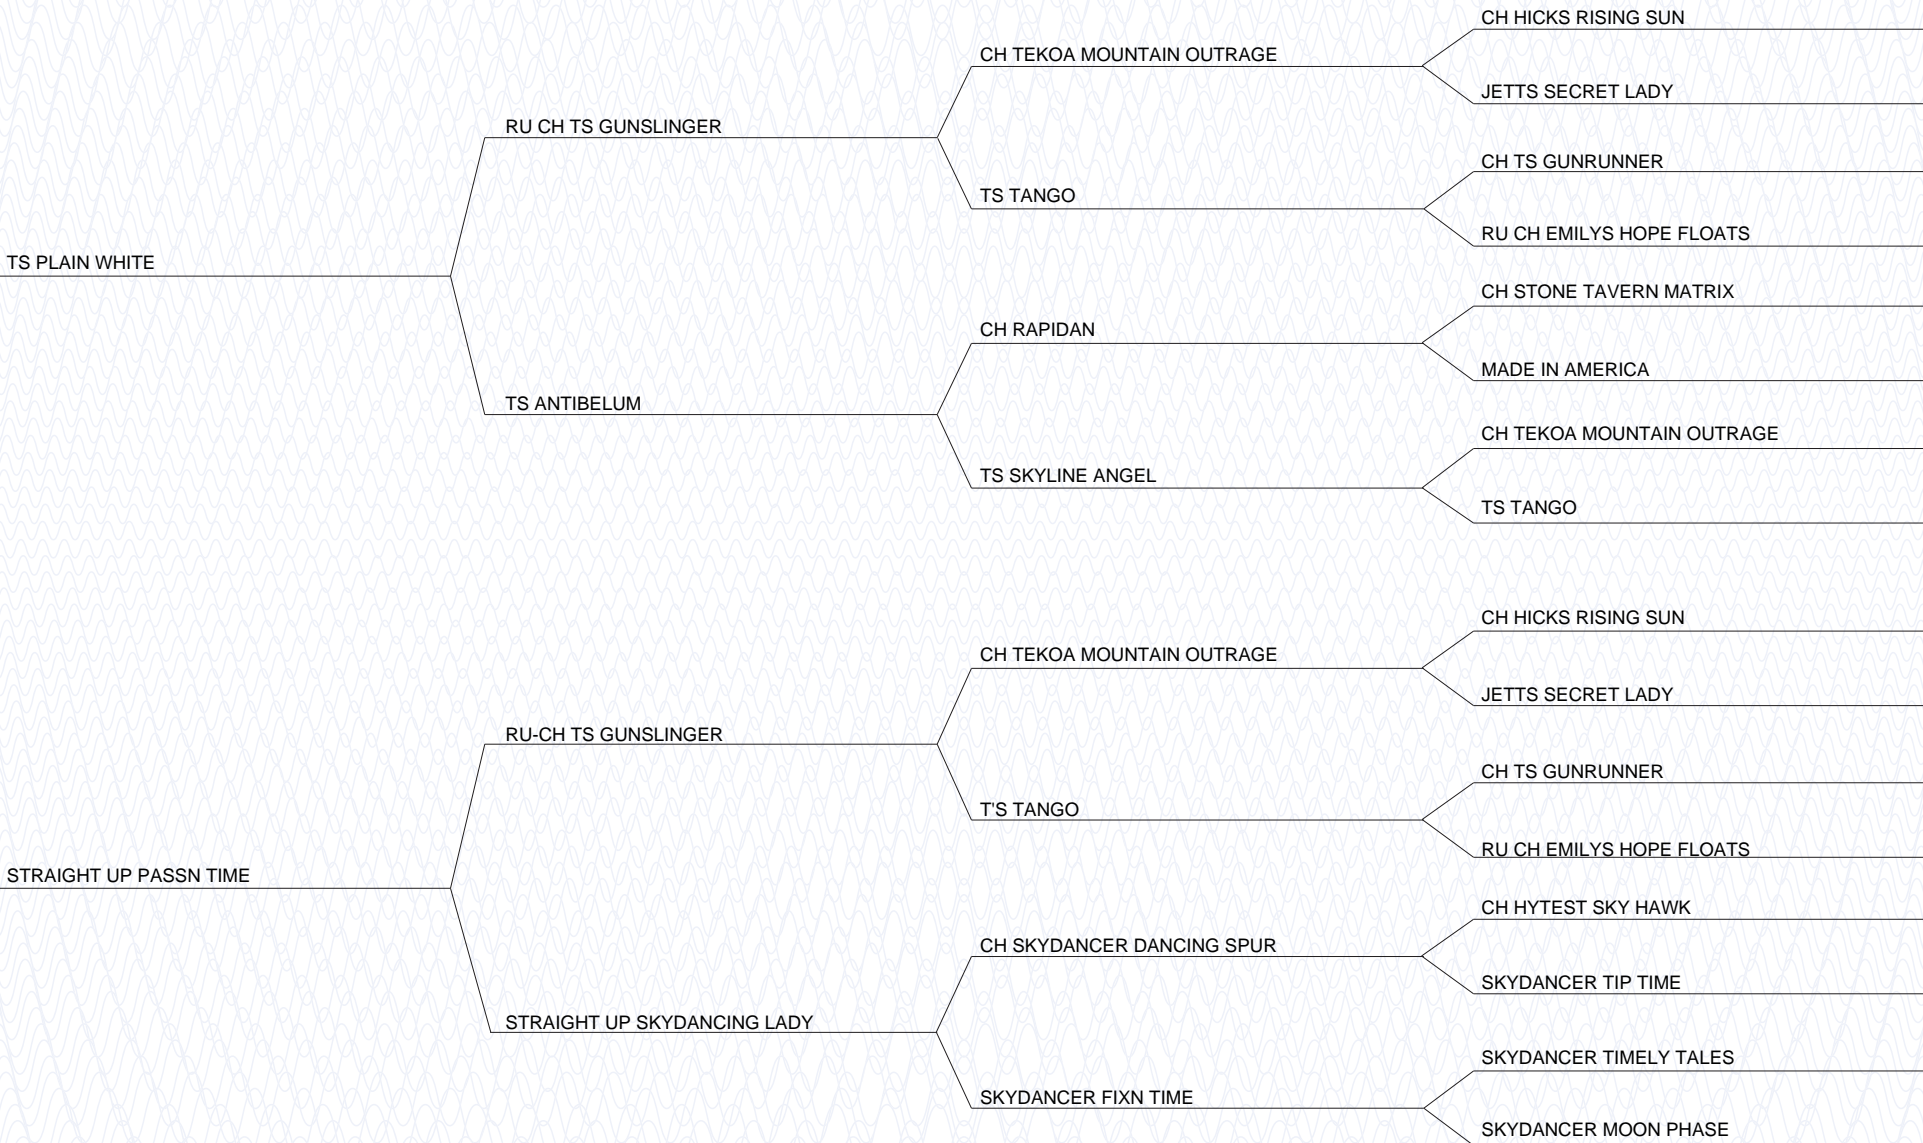 CH HICKS RISING SUN
CH TEKOA MOUNTAIN OUTRAGE
JETTS SECRET LADY
RU CH TS GUNSLINGER
CH TS GUNRUNNER
TS TANGO
RU CH EMILYS HOPE FLOATS
TS PLAIN WHITE
CH STONE TAVERN MATRIX
CH RAPIDAN
MADE IN AMERICA
TS ANTIBELUM
CH TEKOA MOUNTAIN OUTRAGE
TS SKYLINE ANGEL
TS TANGO
CH HICKS RISING SUN
CH TEKOA MOUNTAIN OUTRAGE
JETTS SECRET LADY
RU-CH TS GUNSLINGER
CH TS GUNRUNNER
T'S TANGO
RU CH EMILYS HOPE FLOATS
STRAIGHT UP PASSN TIME
CH HYTEST SKY HAWK
CH SKYDANCER DANCING SPUR
SKYDANCER TIP TIME
STRAIGHT UP SKYDANCING LADY
SKYDANCER TIMELY TALES
SKYDANCER FIXN TIME
SKYDANCER MOON PHASE